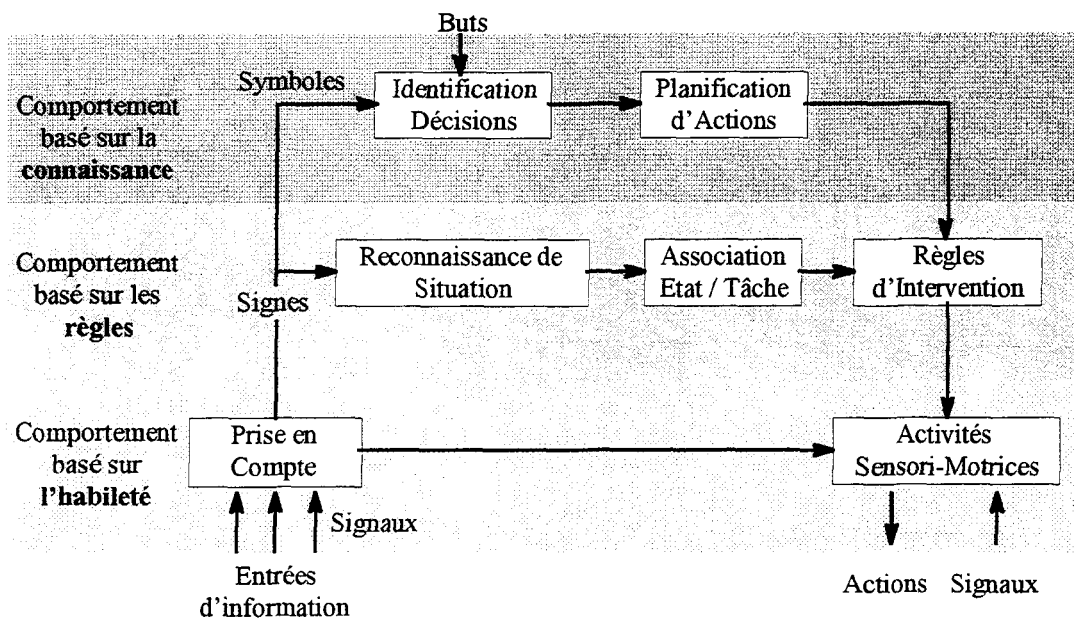 Buts
Symboles
Identification
Décisions
Planification
d'Actions
Comportement
basé sur la
connaissance
Comportement
basé sur les
règles
Reconnaissance de
Situation
Association
Etat / Tâche
Règles
d'Intervention
Signes
Comportement
basé sur
l'habileté
Prise en
Compte
Activités
Sensori-Motrices
Signaux
Entrées
d'information
Actions
Signaux